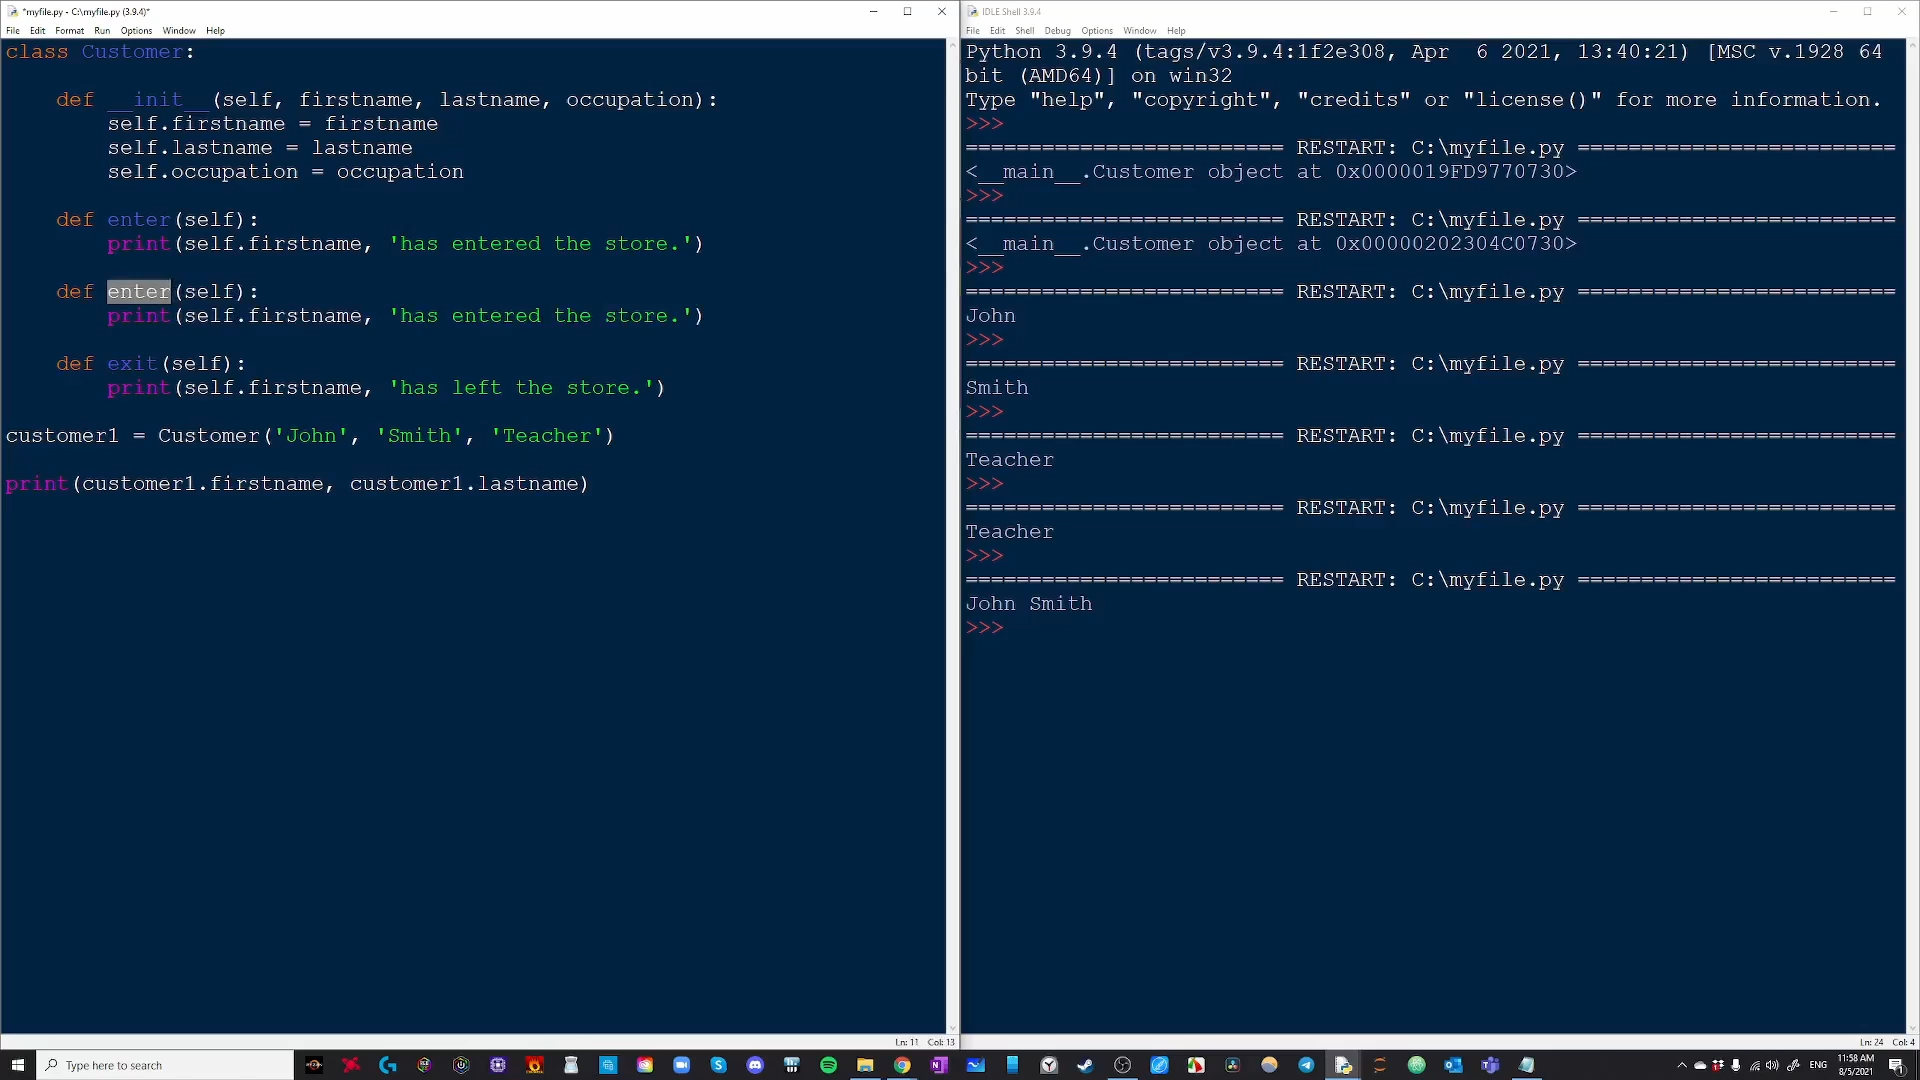 *myfile.py - C:\myfile.py (3.9.4)*
File Edit Format Run Options Window Help
class Customer:
def __init__(self, firstname, lastname, occupation):
self.firstname = firstname
self.lastname = lastname
self.occupation = occupation
def enter(self):
print(self.firstname, 'has entered the store.')
def enter(self):
print(self.firstname, 'has entered the store.')
def exit(self):
print(self.firstname, 'has left the store.')
customer1 = Customer('John', 'Smith', 'Teacher')
print(customer1.firstname, customer1.lastname)
Ln: 11 Col: 13
IDLE Shell 3.9.4
File Edit Shell Debug Options Window Help
Python 3.9.4 (tags/v3.9.4:1f2e308, Apr  6 2021, 13:40:21) [MSC v.1928 64
bit (AMD64)] on win32
Type "help", "copyright", "credits" or "license()" for more information.
>>>
========================= RESTART: C:\myfile.py =========================
<__main__.Customer object at 0x0000019FD9770730>
>>>
========================= RESTART: C:\myfile.py =========================
<__main__.Customer object at 0x00000202304C0730>
>>>
========================= RESTART: C:\myfile.py =========================
John
>>>
========================= RESTART: C:\myfile.py =========================
Smith
>>>
========================= RESTART: C:\myfile.py =========================
Teacher
>>>
========================= RESTART: C:\myfile.py =========================
Teacher
>>>
========================= RESTART: C:\myfile.py =========================
John Smith
>>>
Ln: 24 Col: 4
Type here to search
ENG
11:58 AM
8/5/2021